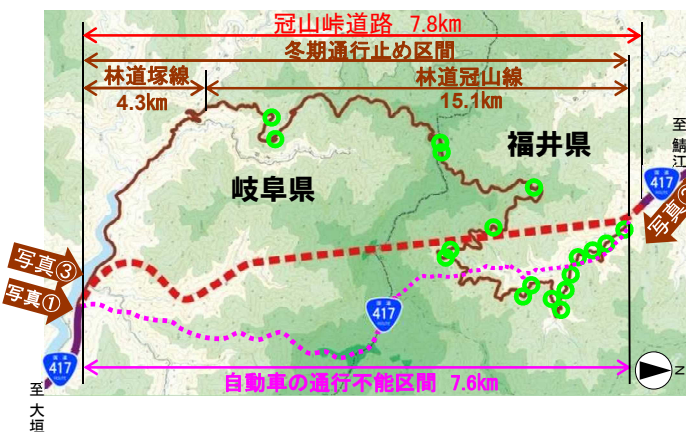 冠山峠道路 7.8km
冬期通行止め区間
林道塚線
4.3km
林道冠山線
15.1km
至 鯖江
福井県
岐阜県
417
写真②
写真③
写真①
417
417
至 大垣
自動車の通行不能区間 7.6km
N